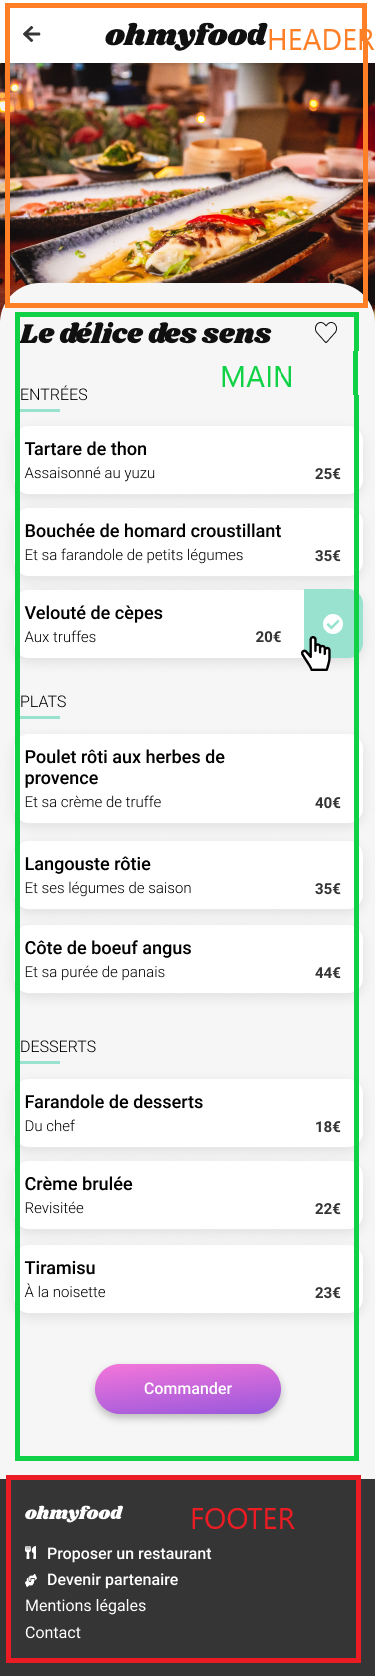 ohmyfood HEADER
Le délice des sens
MAIN
ENTRÉES
Tartare de thon
Assaisonné au yuzu 25€
Bouchée de homard croustillant
Et sa farandole de petits légumes 35€
Velouté de cèpes
Aux truffes 20€
PLATS
Poulet rôti aux herbes de
provence
Et sa crème de truffe 40€
Langouste rôtie
Et ses légumes de saison 35€
Côte de boeuf angus
Et sa purée de panais 44€
DESSERTS
Farandole de desserts
Du chef 18€
Crème brulée
Revisitée 22€
Tiramisu
À la noisette 23€
Commander
ohmyfood FOOTER
Proposer un restaurant
Devenir partenaire
Mentions légales
Contact